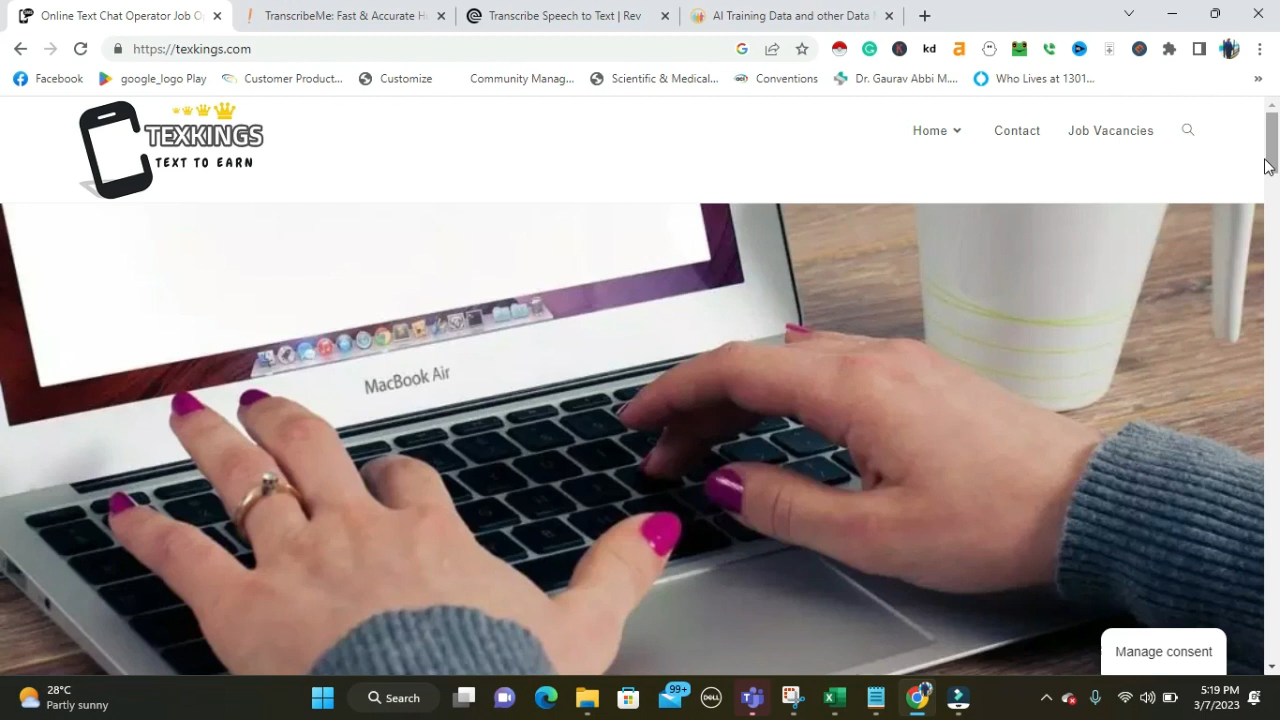 Online Text Chat Operator Job O
TranscribeMe: Fast & Accurate H
Transcribe Speech to Text | Rev
AI Training Data and other Data
https://texkings.com
kd
Facebook
google_logo Play
Customer Product...
Customize
Community Manag...
Scientific & Medical...
Conventions
Dr. Gaurav Abbi M....
Who Lives at 1301...
»
TEXKINGS
TEXT TO EARN
Home
Contact
Job Vacancies
MacBook Air
Manage consent
28°C
Partly sunny
Search
99+
DELL
5:19 PM
3/7/2023